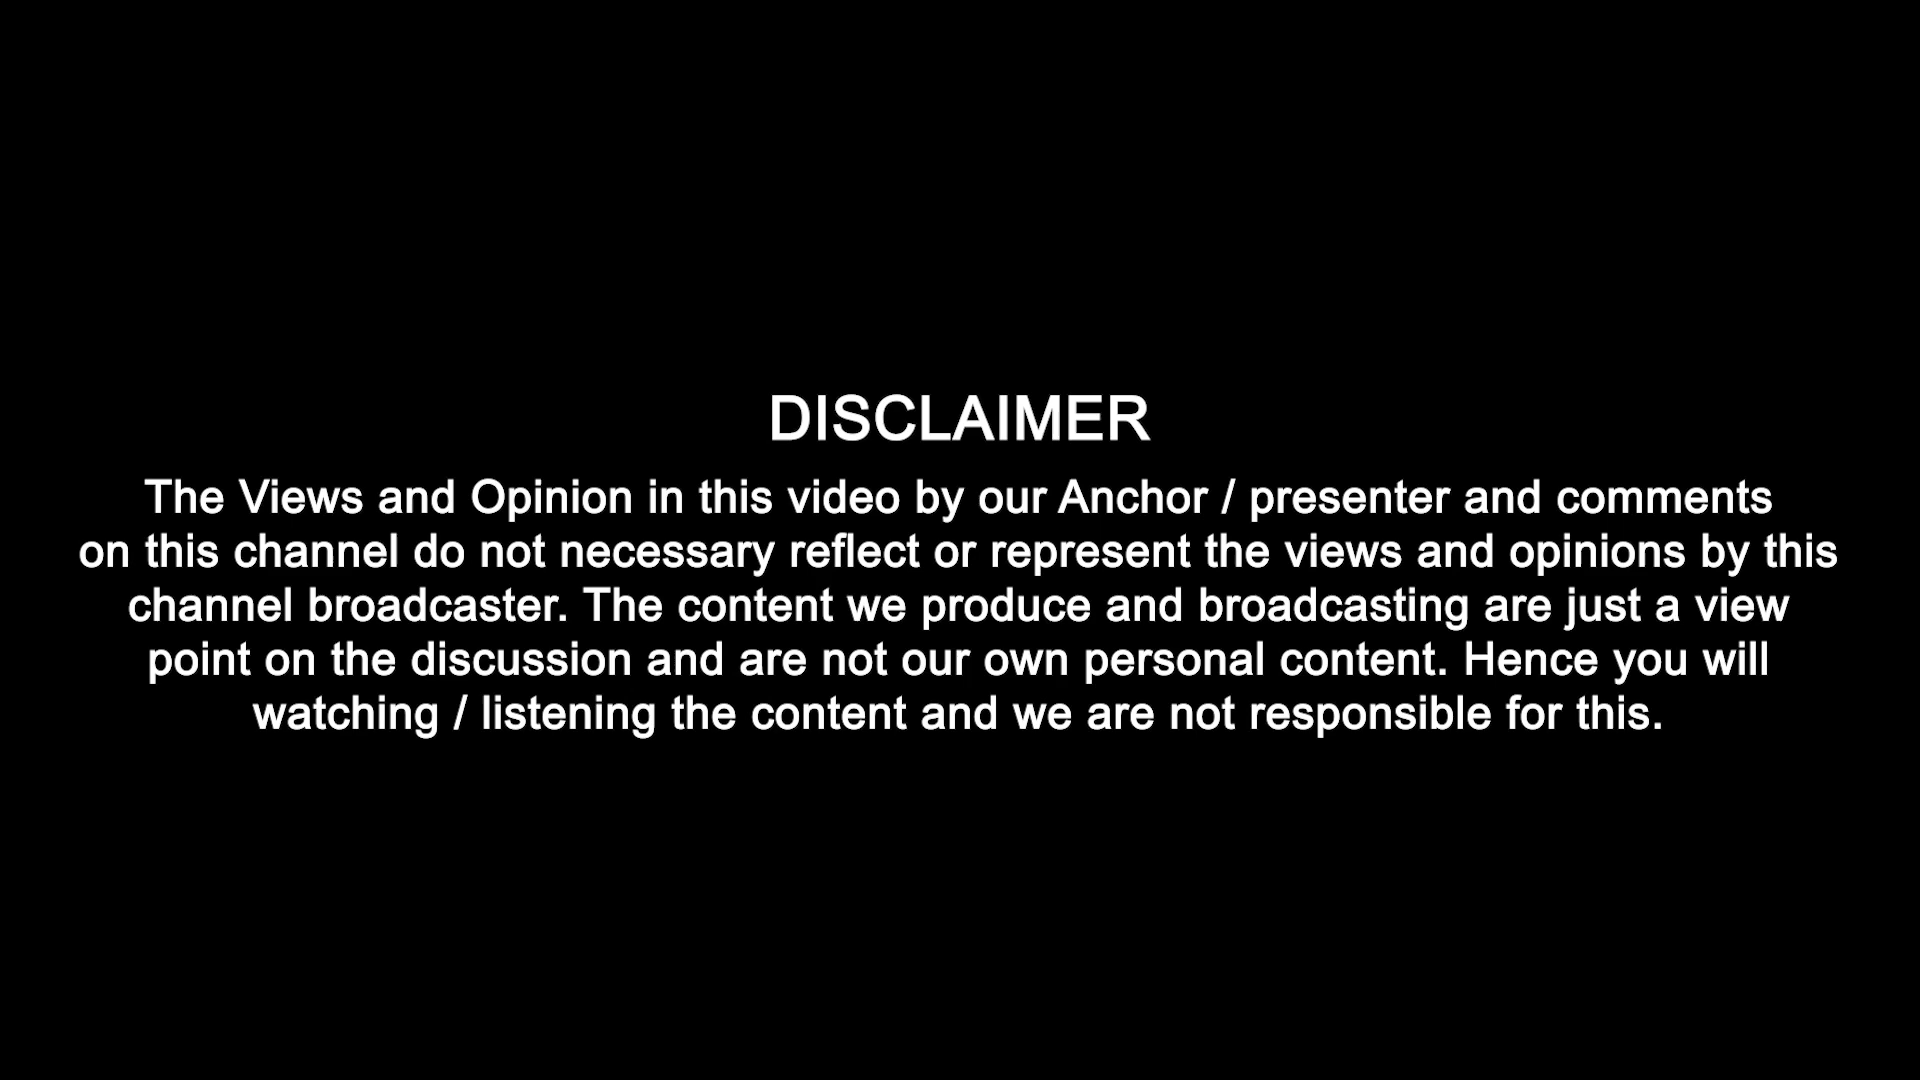 DISCLAIMER
The Views and Opinion in this video by our Anchor / presenter and comments
on this channel do not necessary reflect or represent the views and opinions by this
channel broadcaster. The content we produce and broadcasting are just a view
point on the discussion and are not our own personal content. Hence you will
watching / listening the content and we are not responsible for this.